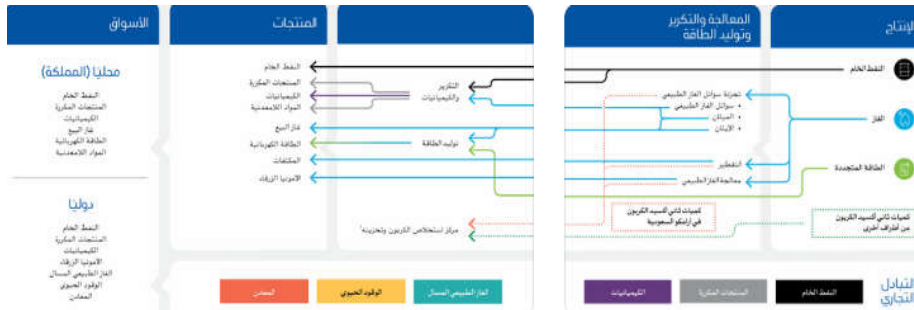 الإنتاج
المعالجة والتكرير
وتوليد الطاقة
المنتجات
الأسواق
النفط الخام
الغاز
الطاقة المتجددة
كميات ثاني أكسيد الكربون
من أطراف أخرى
تجزئة سوائل الغاز الطبيعي
• سوائل الغاز الطبيعي
• الميثان
• الإيثان
التقطير
معالجة الغاز الطبيعي
كميات ثاني أكسيد الكربون
في أرامكو السعودية
التكرير
والكيميائيات
توليد الطاقة
مركز استخلاص الكربون وتخزينه
النفط الخام
المنتجات المكررة
الكيميائيات
المواد اللامعدنية
غاز البيع
الطاقة الكهربائية
المكثفات
الأمونيا الزرقاء
محليًا (المملكة)
النفط الخام
المنتجات المكررة
الكيميائيات
غاز البيع
الطاقة الكهربائية
المواد اللامعدنية
دوليًا
النفط الخام
المنتجات المكررة
الكيميائيات
الأمونيا الزرقاء
الغاز الطبيعي المسال
الوقود الحيوي
المعادن
التبادل
التجاري
النفط الخام
المنتجات المكررة
الكيميائيات
الغاز الطبيعي المسال
الوقود الحيوي
المعادن